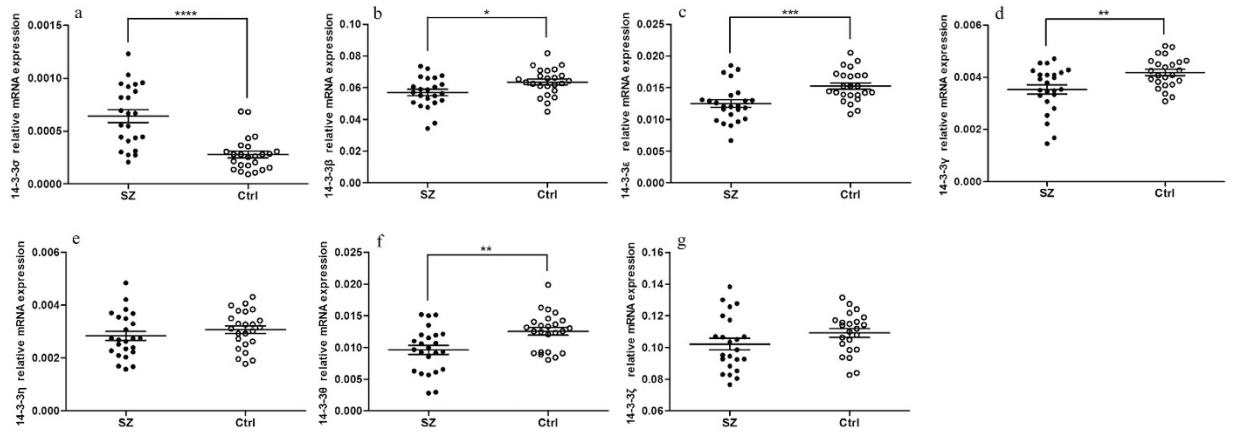 a
****
14-3-3σ relative mRNA expression
0.0015
0.0010
0.0005
0.0000
SZ
Ctrl
b
*
14-3-3β relative mRNA expression
0.10
0.08
0.06
0.04
0.02
0.00
SZ
Ctrl
c
***
14-3-3ε relative mRNA expression
0.025
0.020
0.015
0.010
0.005
0.000
SZ
Ctrl
d
**
14-3-3γ relative mRNA expression
0.006
0.004
0.002
0.000
SZ
Ctrl
e
14-3-3η relative mRNA expression
0.006
0.004
0.002
0.000
SZ
Ctrl
f
**
14-3-3θ relative mRNA expression
0.025
0.020
0.015
0.010
0.005
0.000
SZ
Ctrl
g
14-3-3ζ relative mRNA expression
0.16
0.14
0.12
0.10
0.08
0.06
SZ
Ctrl